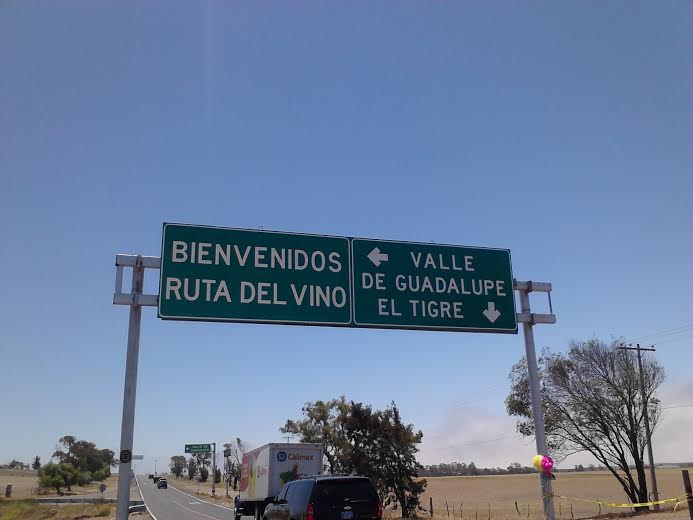 BIENVENIDOS
RUTA DEL VINO
VALLE
DE GUADALUPE
EL TIGRE
Calimax